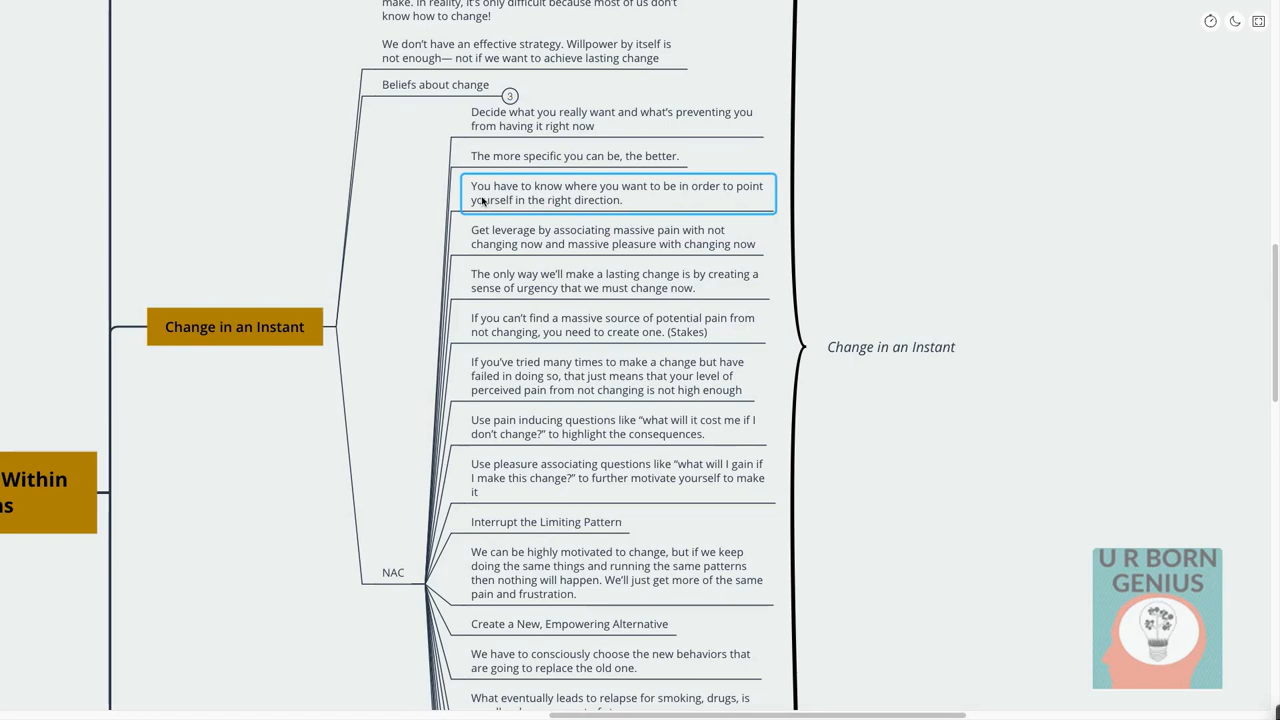 make. In reality, it's only difficult because most of us don't
know how to change!
We don't have an effective strategy. Willpower by itself is
not enough— not if we want to achieve lasting change
Beliefs about change
3
Decide what you really want and what's preventing you
from having it right now
The more specific you can be, the better.
You have to know where you want to be in order to point
yourself in the right direction.
Get leverage by associating massive pain with not
changing now and massive pleasure with changing now
The only way we'll make a lasting change is by creating a
sense of urgency that we must change now.
If you can't find a massive source of potential pain from
not changing, you need to create one. (Stakes)
If you've tried many times to make a change but have
failed in doing so, that just means that your level of
perceived pain from not changing is not high enough
Use pain inducing questions like “what will it cost me if I
don't change?” to highlight the consequences.
Use pleasure associating questions like “what will I gain if
I make this change?” to further motivate yourself to make
it
Interrupt the Limiting Pattern
We can be highly motivated to change, but if we keep
doing the same things and running the same patterns
then nothing will happen. We'll just get more of the same
pain and frustration.
Create a New, Empowering Alternative
We have to consciously choose the new behaviors that
are going to replace the old one.
What eventually leads to relapse for smoking, drugs, is
NAC
Change in an Instant
Within
Change in an Instant
U R BORN
GENIUS